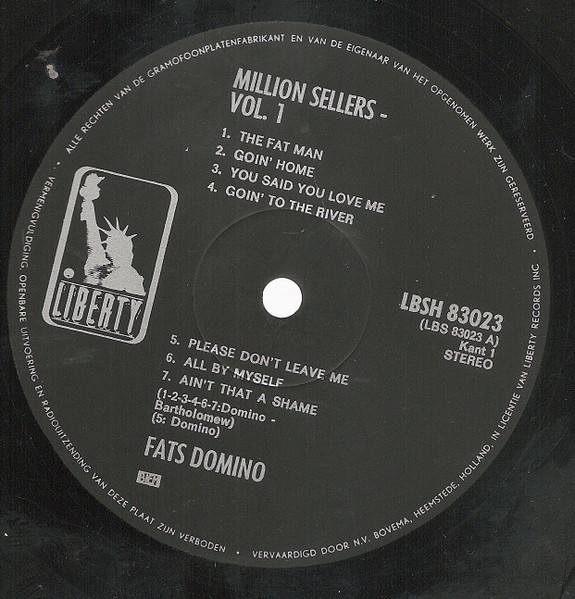 ALLE RECHTEN VAN DE GRAMOFOONPLATENFABRIKANT EN VAN DE EIGENAAR VAN HET OPGENOMEN WERK ZIJN GERESERVEERD •
MILLION SELLERS -
VOL. 1
1. THE FAT MAN
2. GOIN' HOME
3. YOU SAID YOU LOVE ME
4. GOIN' TO THE RIVER
LIBERTY
LBSH 83023
(LBS 83023 A)
Kant 1
STEREO
5. PLEASE DON'T LEAVE ME
6. ALL BY MYSELF
7. AIN'T THAT A SHAME
(1-2-3-4-6-7:Domino -
Bartholomew)
(5: Domino)
FATS DOMINO
VERMENIGVULDIGING, OPENBARE UITVOERING EN RADIOUITZENDING VAN DEZE PLAAT ZIJN VERBODEN •
VERVAARDIGD DOOR N.V. BOVEMA, HEEMSTEDE, HOLLAND, IN LICENTIE VAN LIBERTY RECORDS INC •